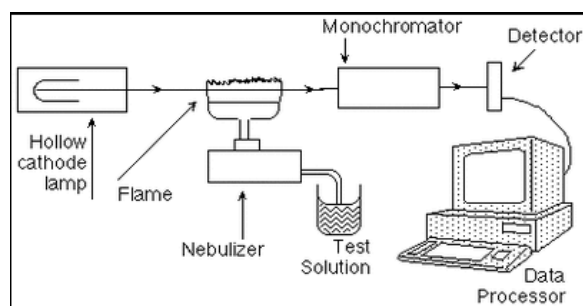 Monochromator
Detector
Hollow
cathode
lamp
Flame
Nebulizer
Test
Solution
Data
Processor